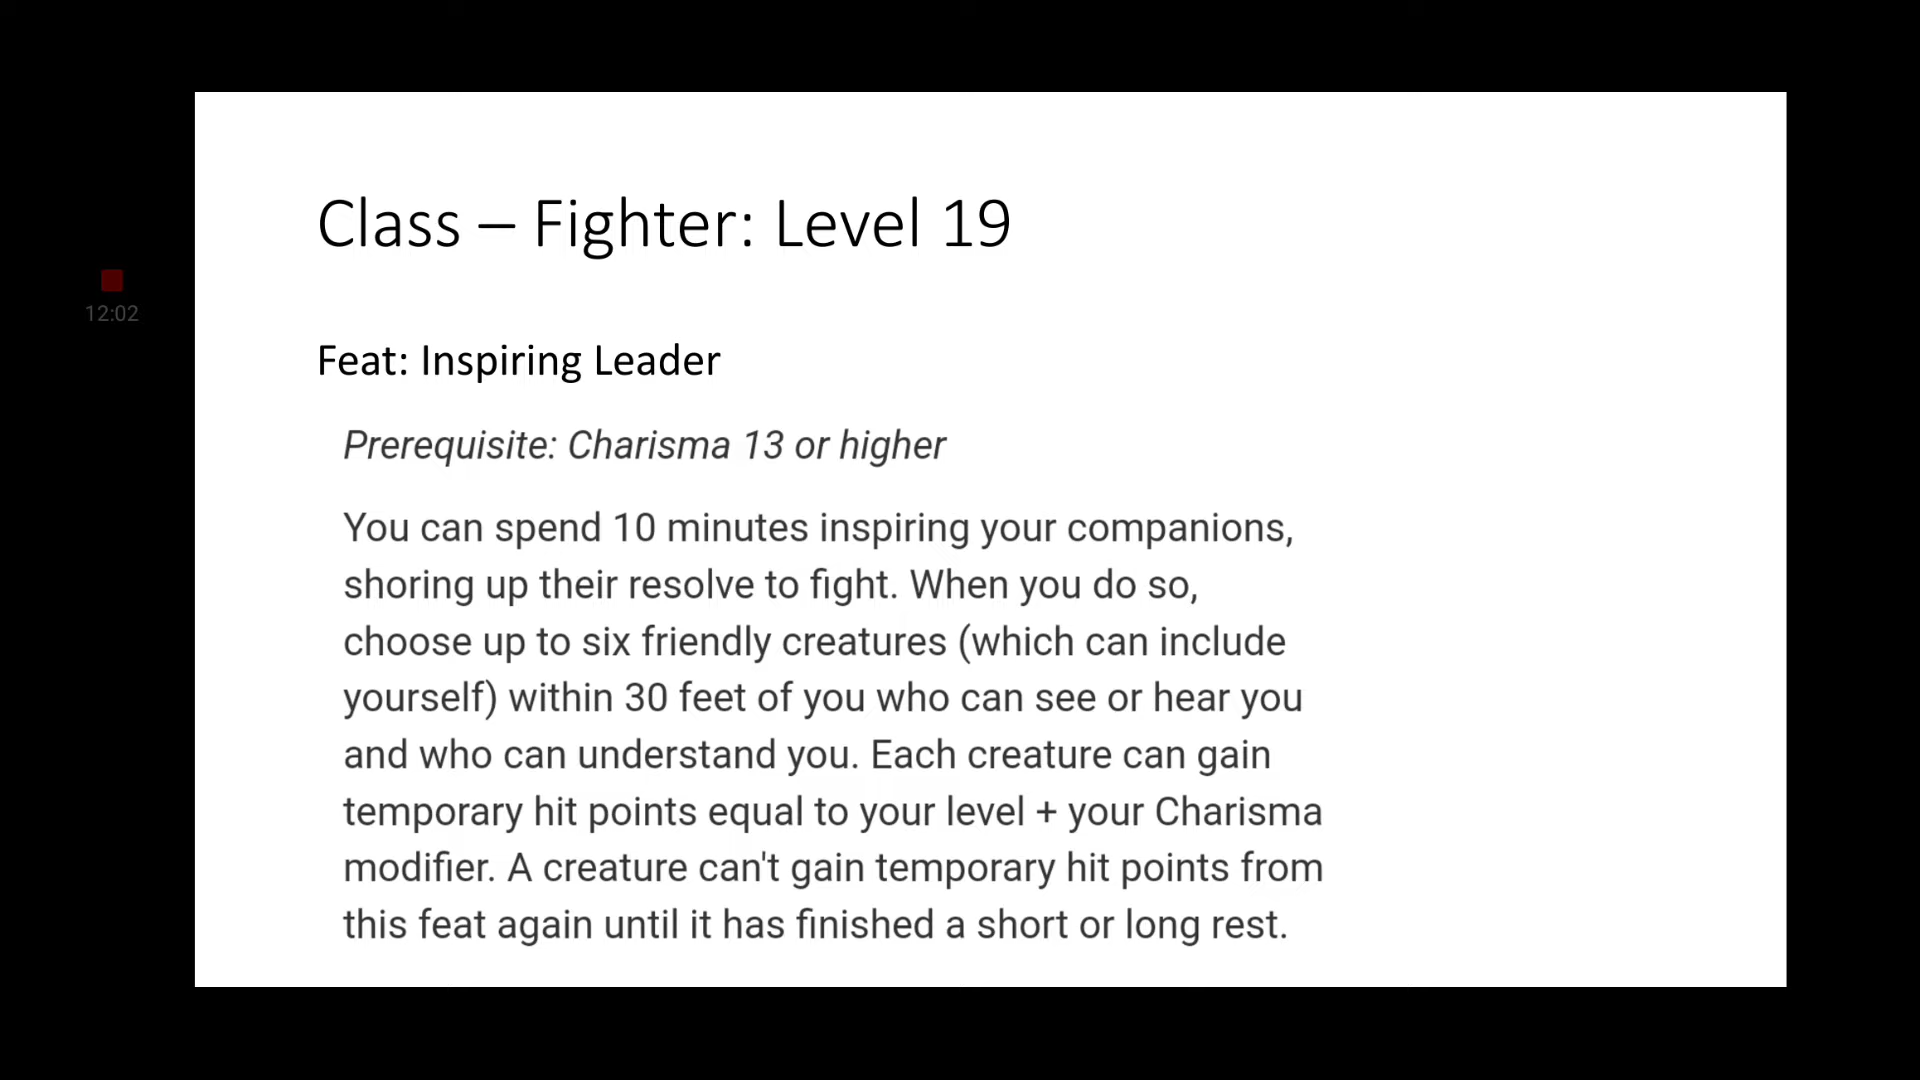 Class – Fighter: Level 19
12:02
Feat: Inspiring Leader
Prerequisite: Charisma 13 or higher
You can spend 10 minutes inspiring your companions,
shoring up their resolve to fight. When you do so,
choose up to six friendly creatures (which can include
yourself) within 30 feet of you who can see or hear you
and who can understand you. Each creature can gain
temporary hit points equal to your level + your Charisma
modifier. A creature can't gain temporary hit points from
this feat again until it has finished a short or long rest.